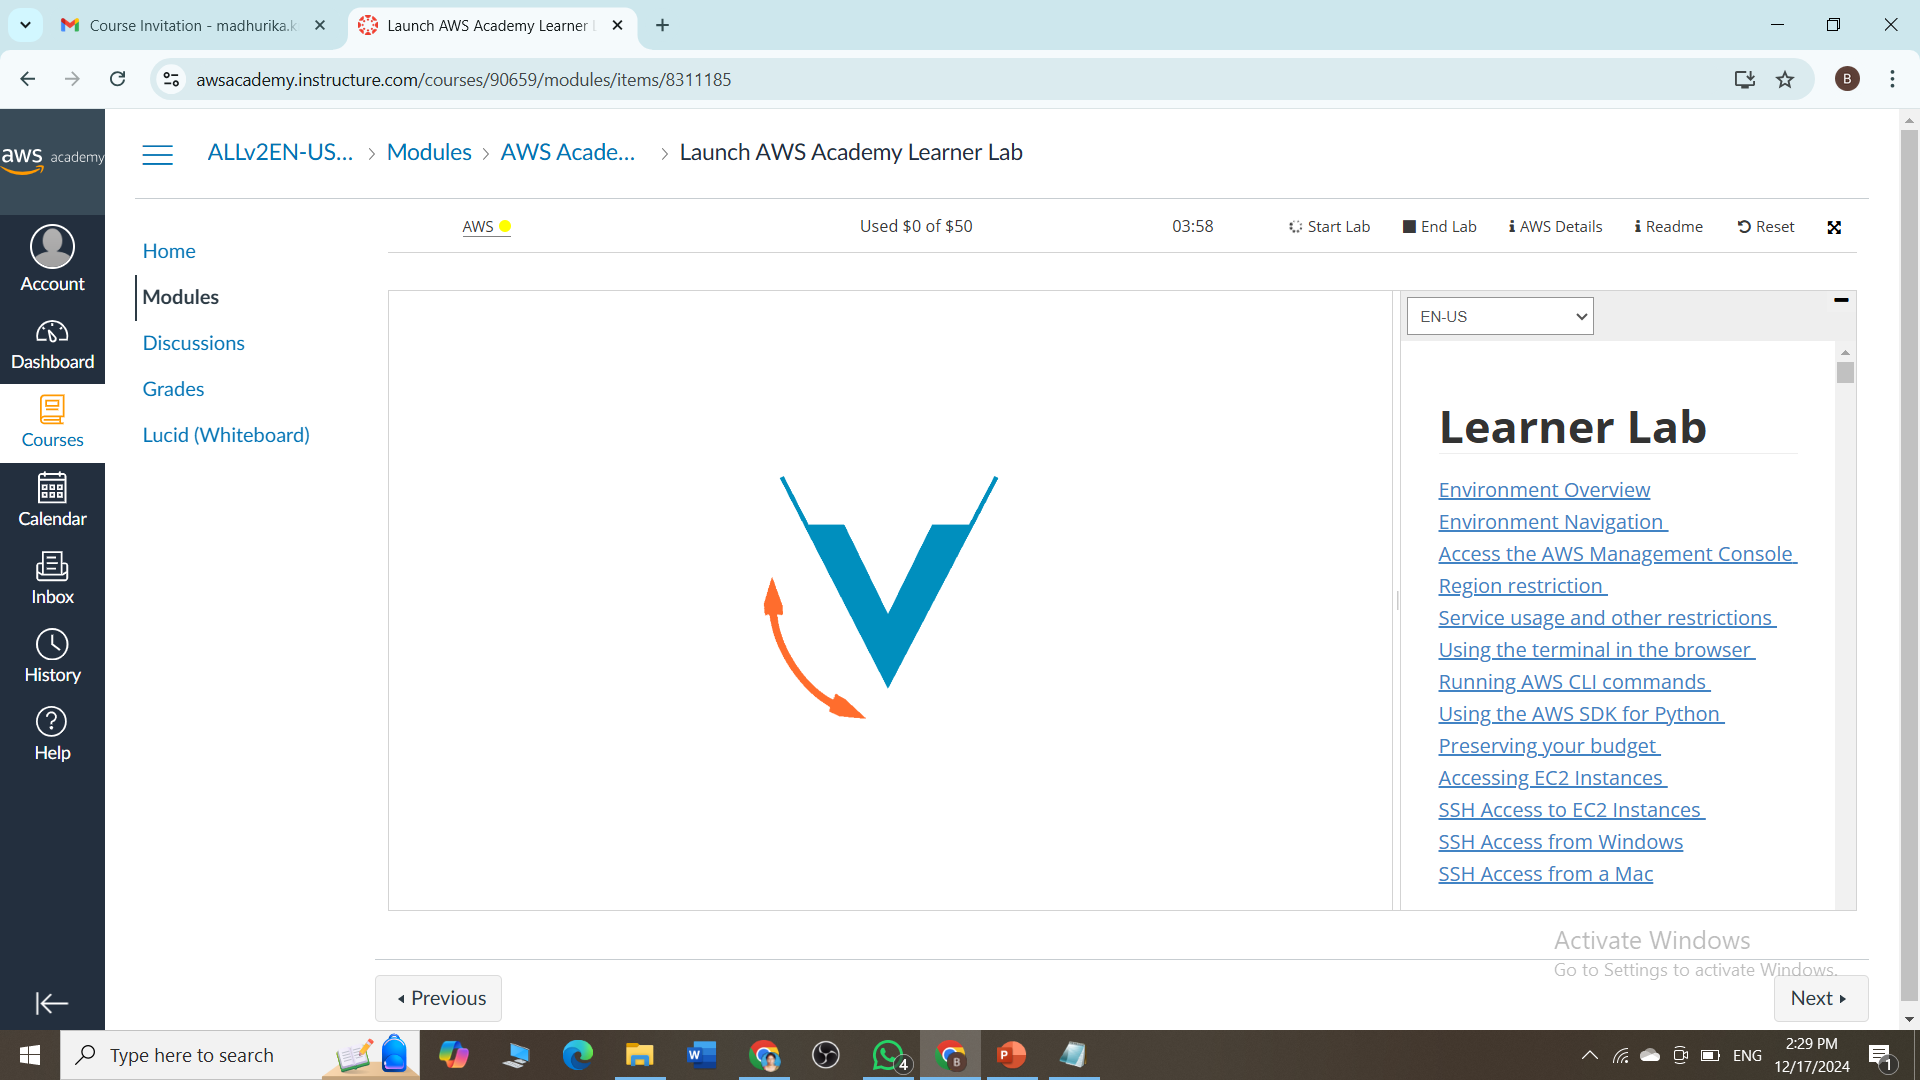 Course Invitation - madhurika.k
Launch AWS Academy Learner L
awsacademy.instructure.com/courses/90659/modules/items/8311185
B
aws academy
ALLv2EN-US... > Modules > AWS Acade... > Launch AWS Academy Learner Lab
AWS
Used $0 of $50
03:58
Start Lab
End Lab
AWS Details
Readme
Reset
Account
Dashboard
Courses
Calendar
Inbox
History
Help
Home
Modules
Discussions
Grades
Lucid (Whiteboard)
EN-US
Learner Lab
Environment Overview
Environment Navigation
Access the AWS Management Console
Region restriction
Service usage and other restrictions
Using the terminal in the browser
Running AWS CLI commands
Using the AWS SDK for Python
Preserving your budget
Accessing EC2 Instances
SSH Access to EC2 Instances
SSH Access from Windows
SSH Access from a Mac
Activate Windows
Go to Settings to activate Windows.
Previous
Next
Type here to search
4
B
ENG
2:29 PM
12/17/2024
1